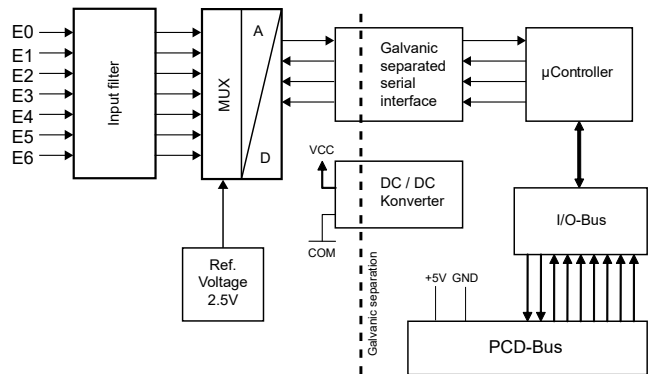 E0
E1
E2
E3
E4
E5
E6
Input filter
MUX
A
D
Galvanic
separated
serial
interface
µController
VCC
DC / DC
Konverter
COM
I/O-Bus
Ref.
Voltage
2.5V
Galvanic separation
+5V GND
PCD-Bus